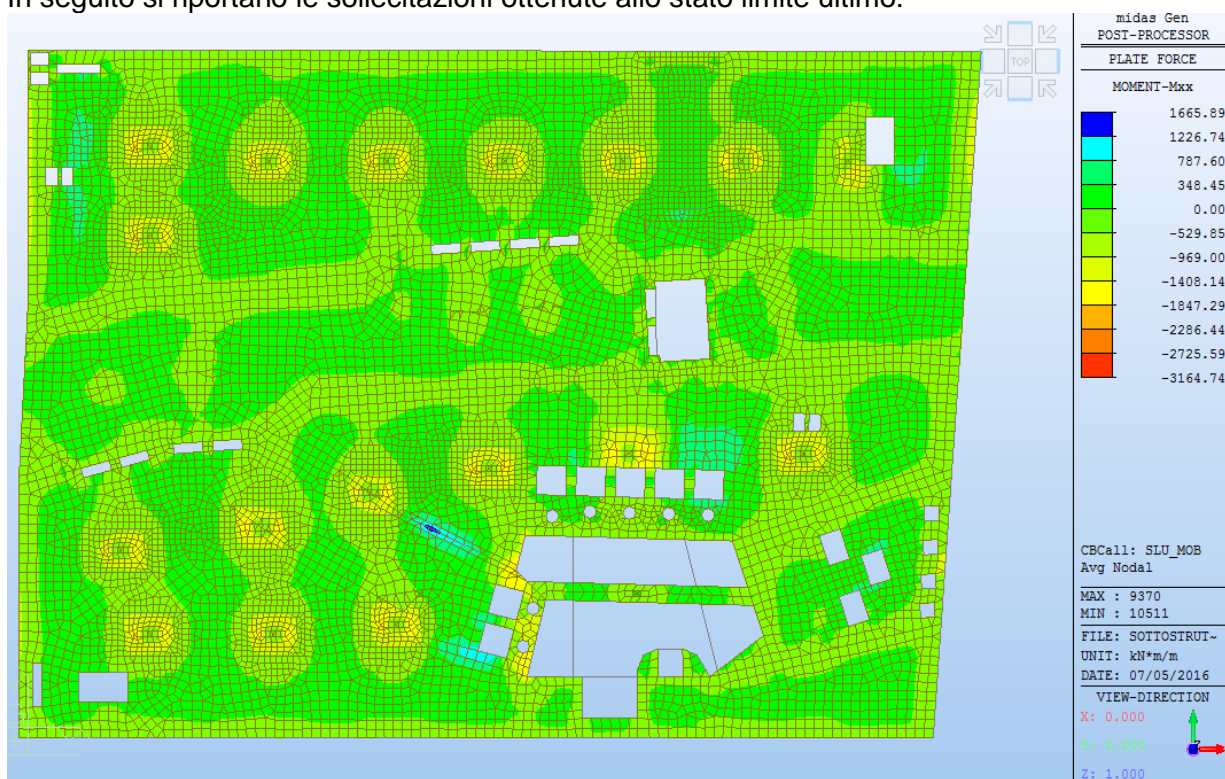 In seguito si riportano le sollecitazioni ottenute allo stato limite ultimo.
midas Gen
POST-PROCESSOR
PLATE FORCE
MOMENT-Mxx
1665.89
1226.74
787.60
348.45
0.00
-529.85
-969.00
-1408.14
-1847.29
-2286.44
-2725.59
-3164.74
TOP
CBCall: SLU_MOB
Avg Nodal
MAX : 9370
MIN : 10511
FILE: SOTTOSTRUT~
UNIT: kN*m/m
DATE: 07/05/2016
VIEW-DIRECTION
X: 0.000
Y: 0.000
Z: 1.000